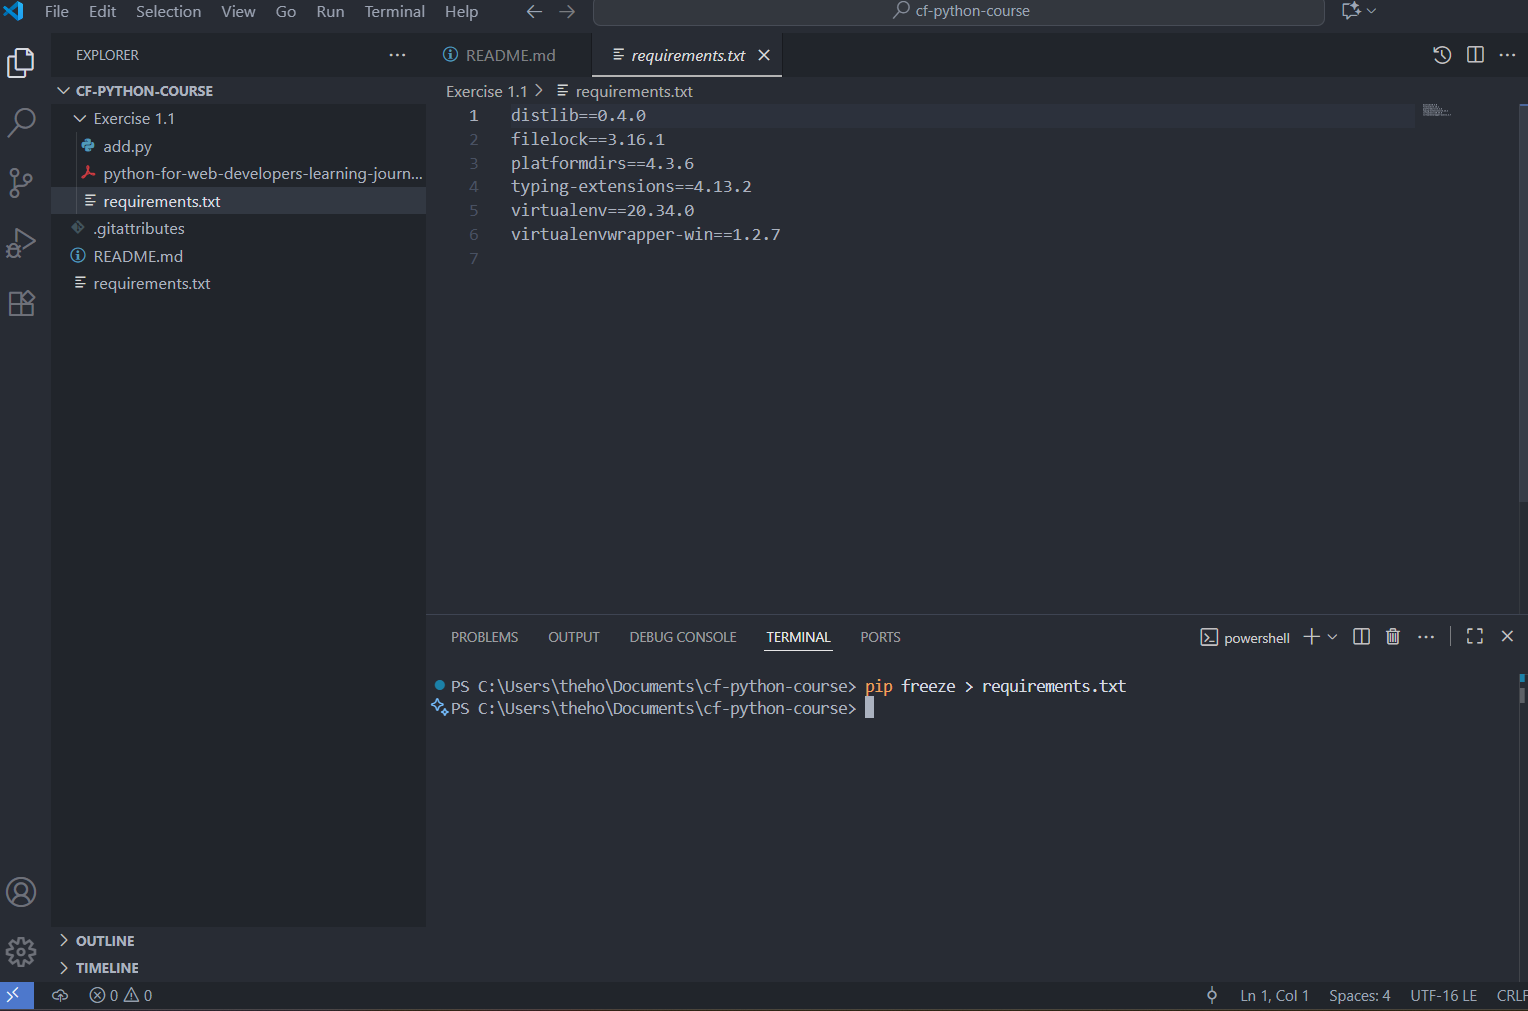 File Edit Selection View Go Run Terminal Help cf-python-course
EXPLORER
README.md
requirements.txt
CF-PYTHON-COURSE
Exercise 1.1
add.py
python-for-web-developers-learning-journ...
requirements.txt
.gitattributes
README.md
requirements.txt
OUTLINE
TIMELINE
Exercise 1.1 > requirements.txt
1 distlib==0.4.0
2 filelock==3.16.1
3 platformdirs==4.3.6
4 typing-extensions==4.13.2
5 virtualenv==20.34.0
6 virtualenvwrapper-win==1.2.7
7
PROBLEMS OUTPUT DEBUG CONSOLE TERMINAL PORTS powershell
PS C:\Users\theho\Documents\cf-python-course> pip freeze > requirements.txt
PS C:\Users\theho\Documents\cf-python-course>
0 0 Ln 1, Col 1 Spaces: 4 UTF-16 LE CRLF